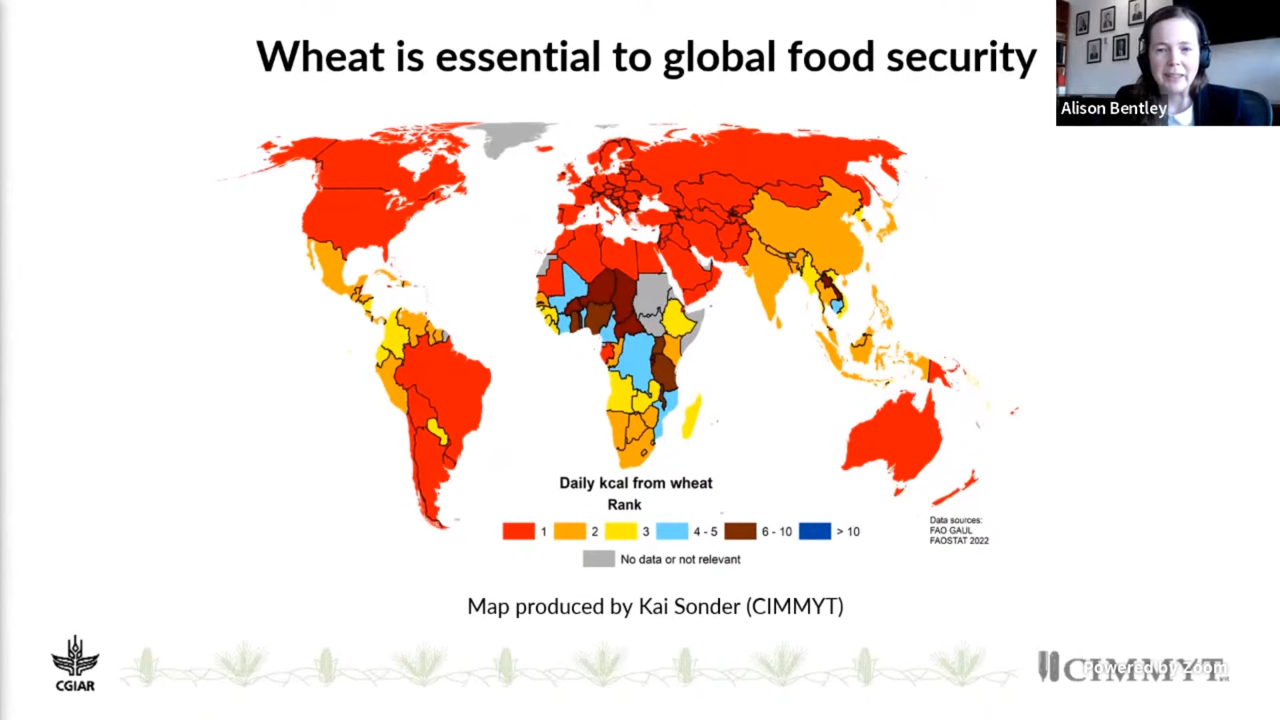 Wheat is essential to global food security
Alison Bentley
Daily kcal from wheat
Rank
1 2 3 4 - 5 6 - 10 > 10
No data or not relevant
Data sources:
FAO GAUL
FAOSTAT 2022
Map produced by Kai Sonder (CIMMYT)
CGIAR
CIMMYT
Powered by Zoom